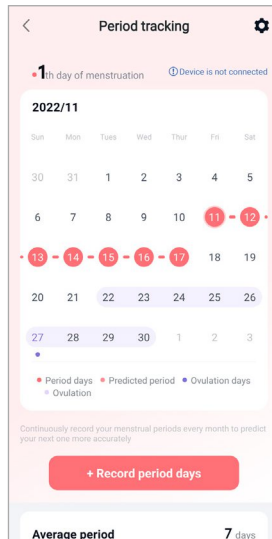 Period tracking
1th day of menstruation Device is not connected
2022/11
Sun Mon Tues Wed Thur Fri Sat
30 31 1 2 3 4 5
6 7 8 9 10 11 12
13 14 15 16 17 18 19
20 21 22 23 24 25 26
27 28 29 30 1 2 3
Period days Predicted period Ovulation days
Ovulation
Continuously record your menstrual periods every month to predict
your next one more accurately
+ Record period days
Average period 7 days